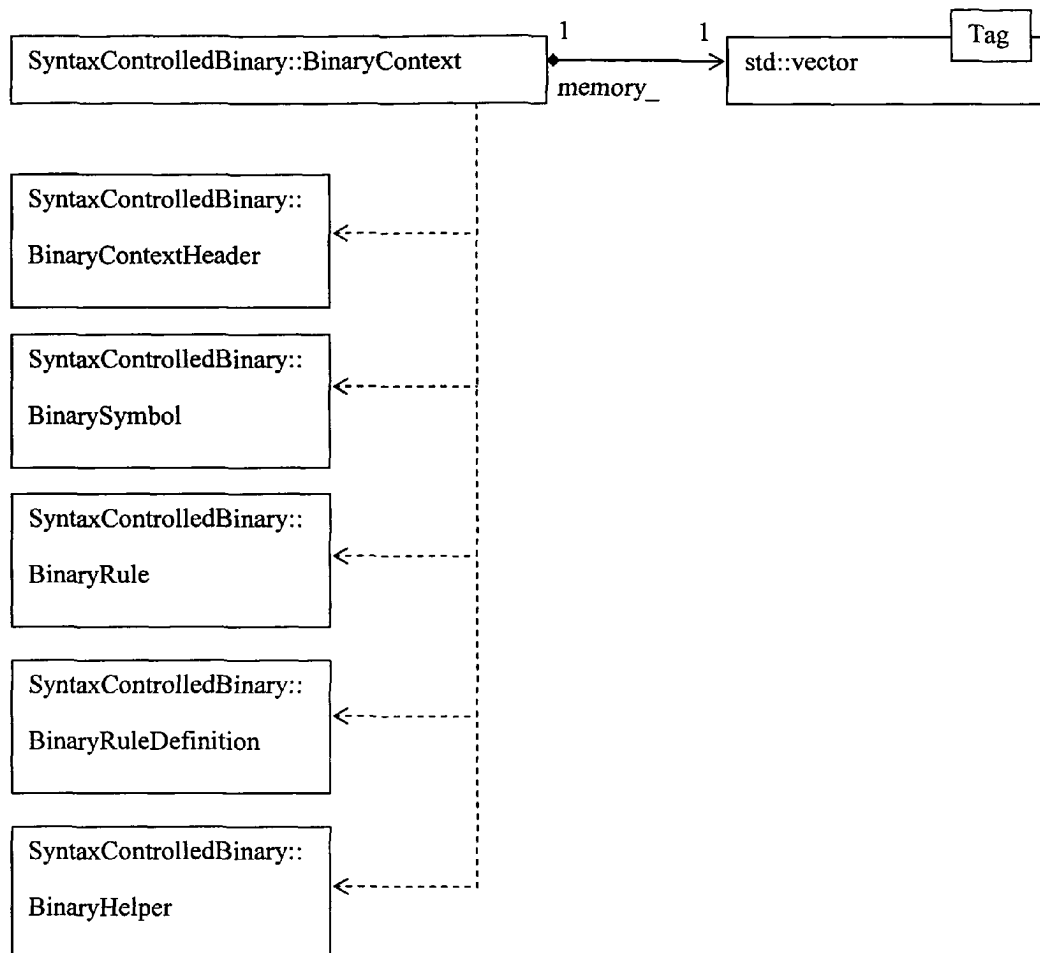 1
1
Tag
SyntaxControlledBinary::BinaryContext
std::vector
memory_
SyntaxControlledBinary::
BinaryContextHeader
SyntaxControlledBinary::
BinarySymbol
SyntaxControlledBinary::
BinaryRule
SyntaxControlledBinary::
BinaryRuleDefinition
SyntaxControlledBinary::
BinaryHelper